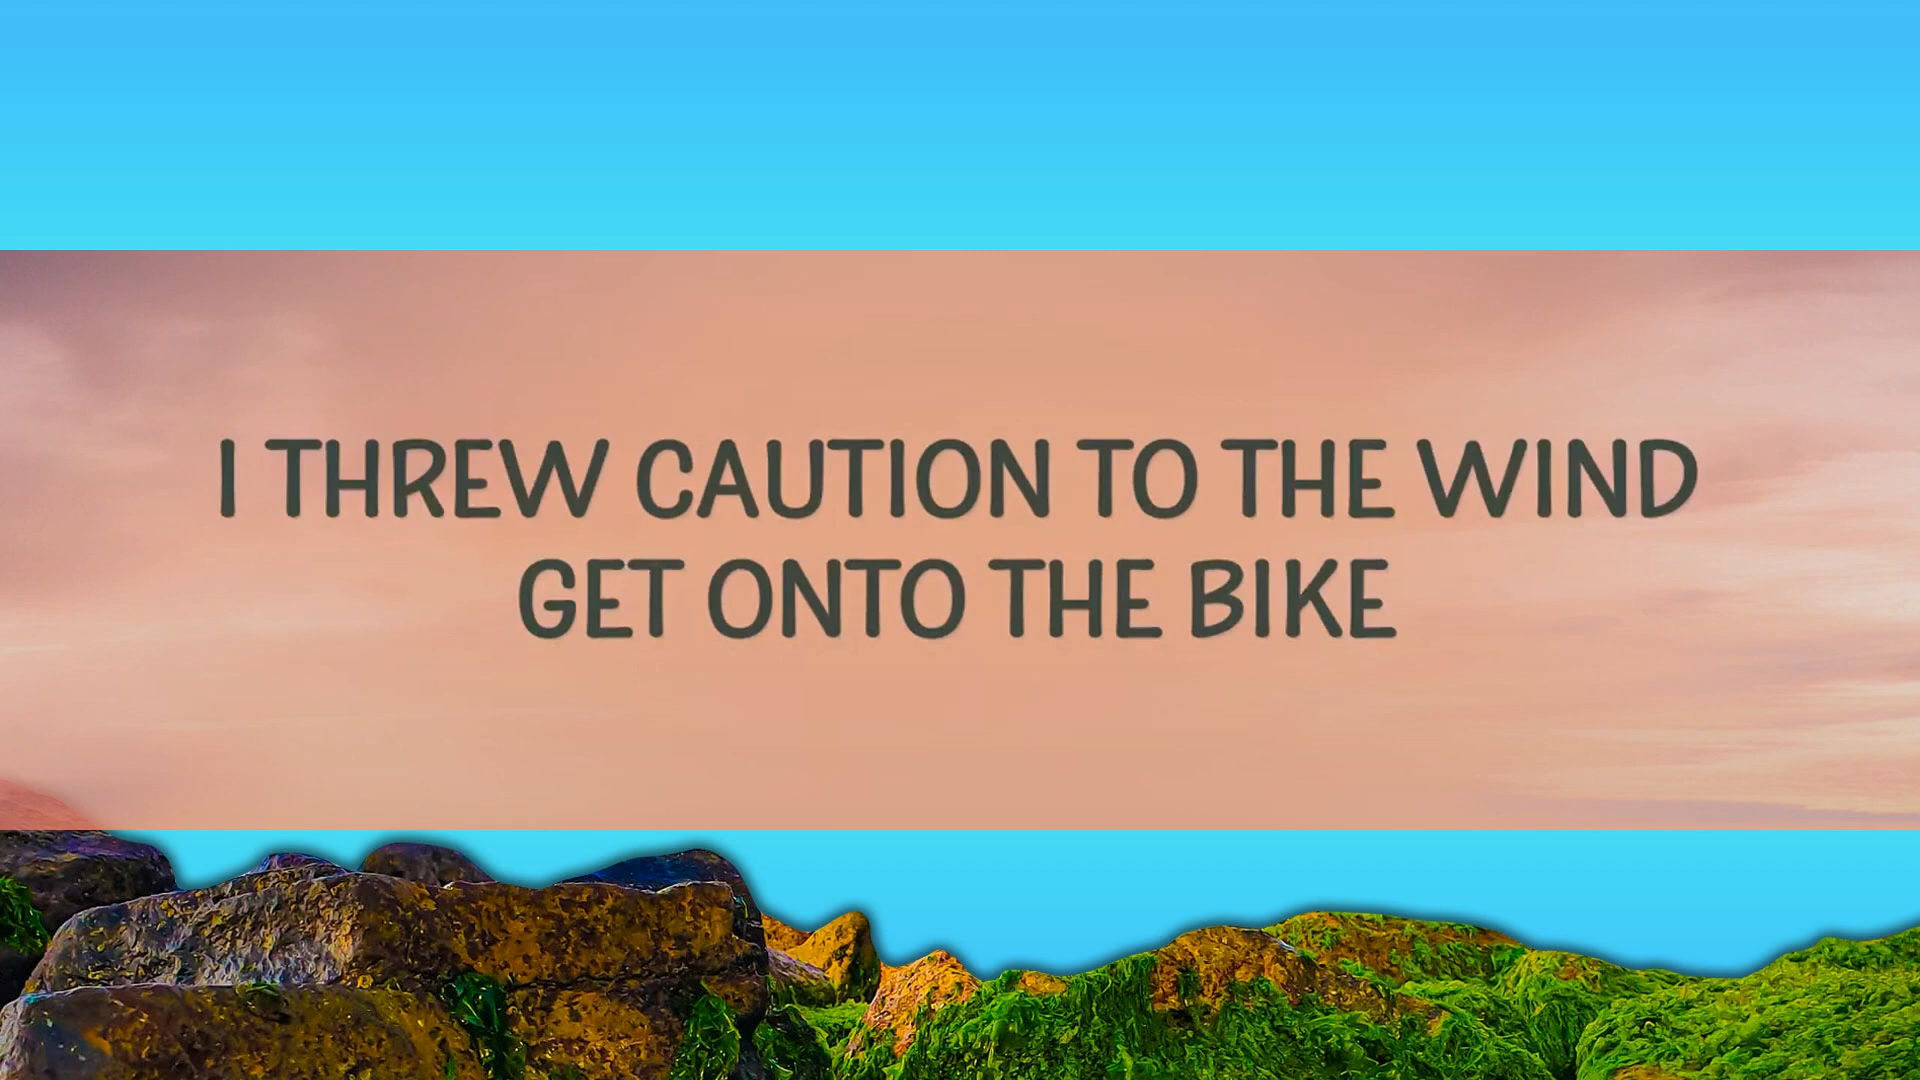 I THREW CAUTION TO THE WIND
GET ONTO THE BIKE